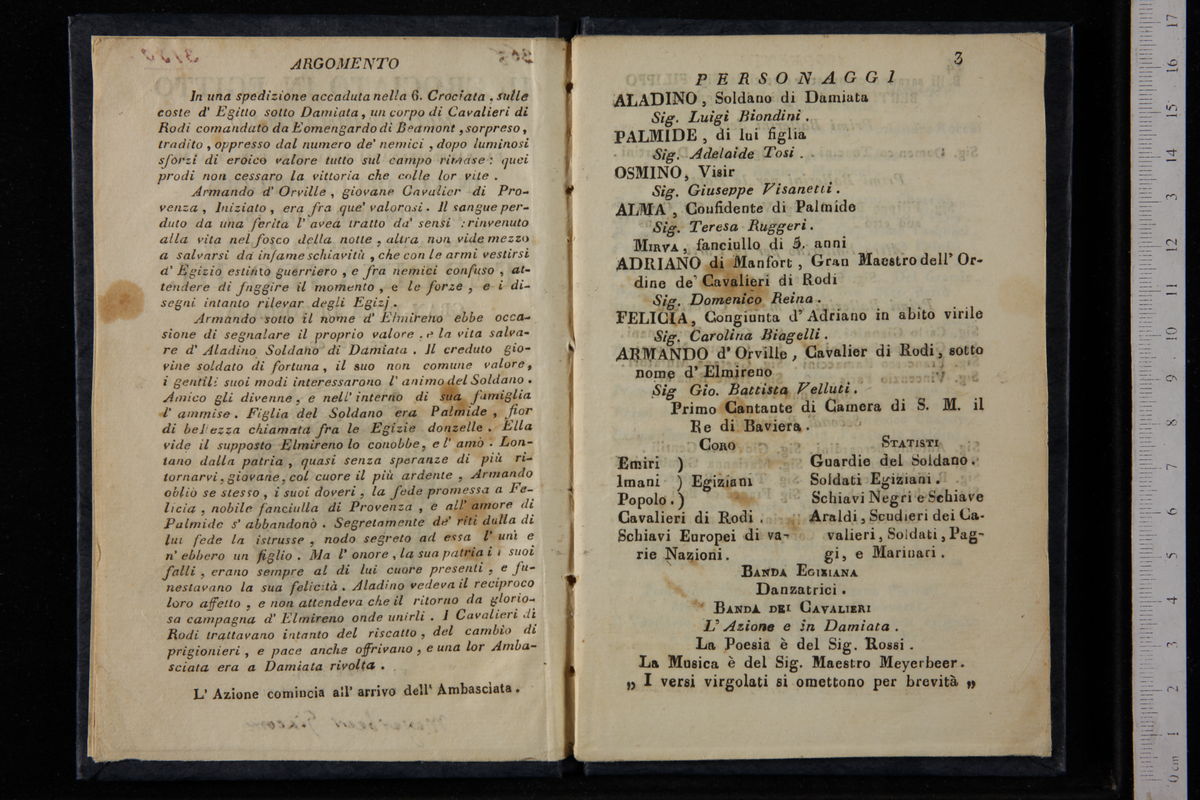 ARGOMENTO
In una spedizione accaduta nella 6. Crociata, sulle
coste d' Egitto sotto Damiata, un corpo di Cavalieri di
Rodi comandato da Eomengardo di Beamont, sorpreso,
tradito, oppresso dal numero de' nemici, dopo luminosi
sforzi di eroico valore tutto sul campo rimase: quei
prodi non cessaro la vittoria che colle lor vite.
Armando d' Orville, giovane Cavalier di Pro-
venza, Iniziato, era fra que' valorosi. Il sangue per-
duto da una ferita l' avea tratto da' sensi: rinvenuto
alla vita nel fosco della notte, altra non vide mezzo
a salvarsi da infame schiavitù, che con le armi vestirsi
d' Egizio estinto guerriero, e fra nemici confuso, at-
tendere di fuggire il momento, e le forze, e i di-
segni intanto rilevar degli Egizj.
Armando sotto il nome d' Elmireno ebbe occa-
sione di segnalare il proprio valore, e la vita salva-
re d' Aladino Soldano di Damiata. Il creduto gio-
vine soldato di fortuna, il suo non comune valore,
i gentili suoi modi interessarono l' animo del Soldano.
Amico gli divenne, e nell' interno di sua famiglia
l' ammise. Figlia del Soldano era Palmide, fior
di bellezza chiamata fra le Egizie donzelle. Ella
vide il supposto Elmireno lo conobbe, e l' amò. Lon-
tano dalla patria, quasi senza speranze di più ri-
tornarvi, giovane, col cuore il più ardente, Armando
obliò se stesso, i suoi doveri, la fede promessa a Fe-
licia, nobile fanciulla di Provenza, e all' amore di
Palmide s' abbandonò. Segretamente de' riti dalla di
lui fede la istrusse, nodo segreto ad essa l' unì e
n' ebbero un figlio. Ma l' onore, la sua patria i suoi
falli, erano sempre al di lui cuore presenti, e fu-
nestavano la sua felicità. Aladino vedeva il reciproco
loro affetto, e non attendeva che il ritorno da glorio-
sa campagna d' Elmireno onde unirli. I Cavalieri di
Rodi trattavano intanto del riscatto, del cambio di
prigionieri, e pace anche offrivano, e una lor Amba-
sciata era a Damiata rivolta.
L' Azione comincia all' arrivo dell' Ambasciata.
3
PERSONAGGI
ALADINO, Soldano di Damiata
Sig. Luigi Biondini.
PALMIDE, di lui figlia
Sig. Adelaide Tosi.
OSMINO, Visir
Sig. Giuseppe Visanetti.
ALMA, Confidente di Palmide
Sig. Teresa Ruggeri.
MIRVA, fanciullo di 5. anni
ADRIANO di Manfort, Gran Maestro dell' Or-
dine de' Cavalieri di Rodi
Sig. Domenico Reina.
FELICIA, Congiunta d' Adriano in abito virile
Sig. Carolina Biagelli.
ARMANDO d' Orville, Cavalier di Rodi, sotto
nome d' Elmireno
Sig Gio. Battista Velluti.
Primo Cantante di Camera di S. M. il
Re di Baviera.
CORO
Emiri )
Imani ) Egiziani
Popolo. )
Cavalieri di Rodi.
Schiavi Europei di va-
rie Nazioni.
STATISTI
Guardie del Soldano.
Soldati Egiziani.
Schiavi Negri e Schiave
Araldi, Scudieri dei Ca-
valieri, Soldati, Pag-
gi, e Marinari.
BANDA EGIZIANA
Danzatrici.
BANDA DEI CAVALIERI
L' Azione e in Damiata.
La Poesia è del Sig. Rossi.
La Musica è del Sig. Maestro Meyerbeer.
„ I versi virgolati si omettono per brevità „
0 cm 1 2 3 4 5 6 7 8 9 10 11 12 13 14 15 16 17